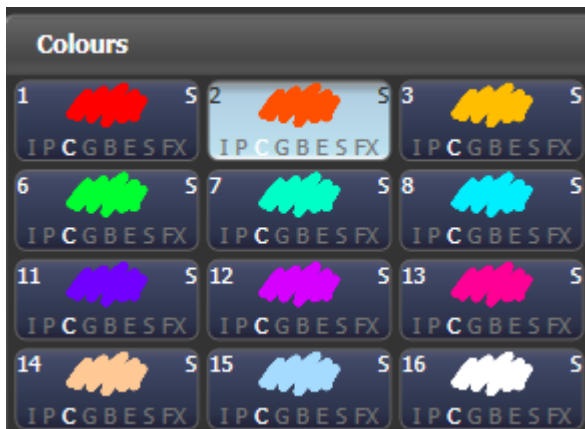 Colours
1 S 2 S 3 S
I P C G B E S FX I P C G B E S FX I P C G B E S FX
6 S 7 S 8 S
I P C G B E S FX I P C G B E S FX I P C G B E S FX
11 S 12 S 13 S
I P C G B E S FX I P C G B E S FX I P C G B E S FX
14 S 15 S 16 S
I P C G B E S FX I P C G B E S FX I P C G B E S FX